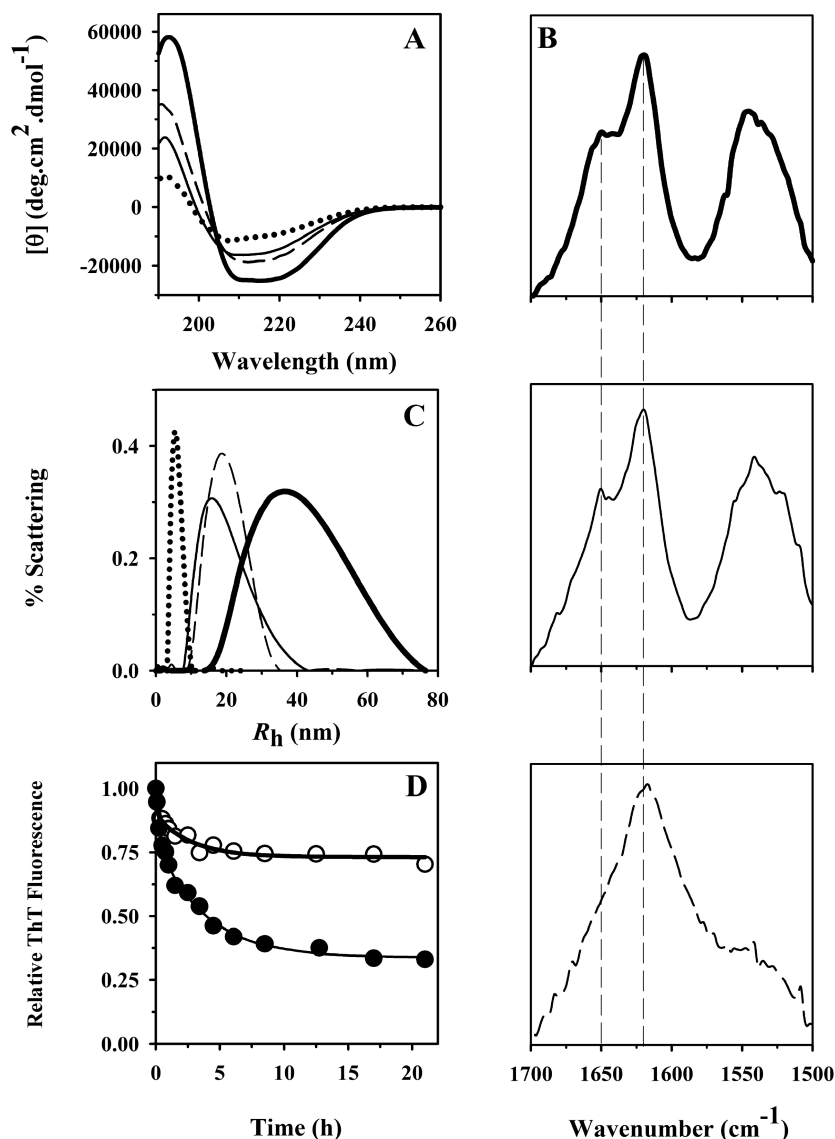 A
60000
40000
20000
0
-20000
[θ] (deg.cm².dmol⁻¹)
200 220 240 260
Wavelength (nm)
B
C
0.4
0.2
0.0
% Scattering
0 20 40 60 80
Rh (nm)
D
1.00
0.75
0.50
0.25
0.00
Relative ThT Fluorescence
0 5 10 15 20
Time (h)
1700 1650 1600 1550 1500
Wavenumber (cm⁻¹)